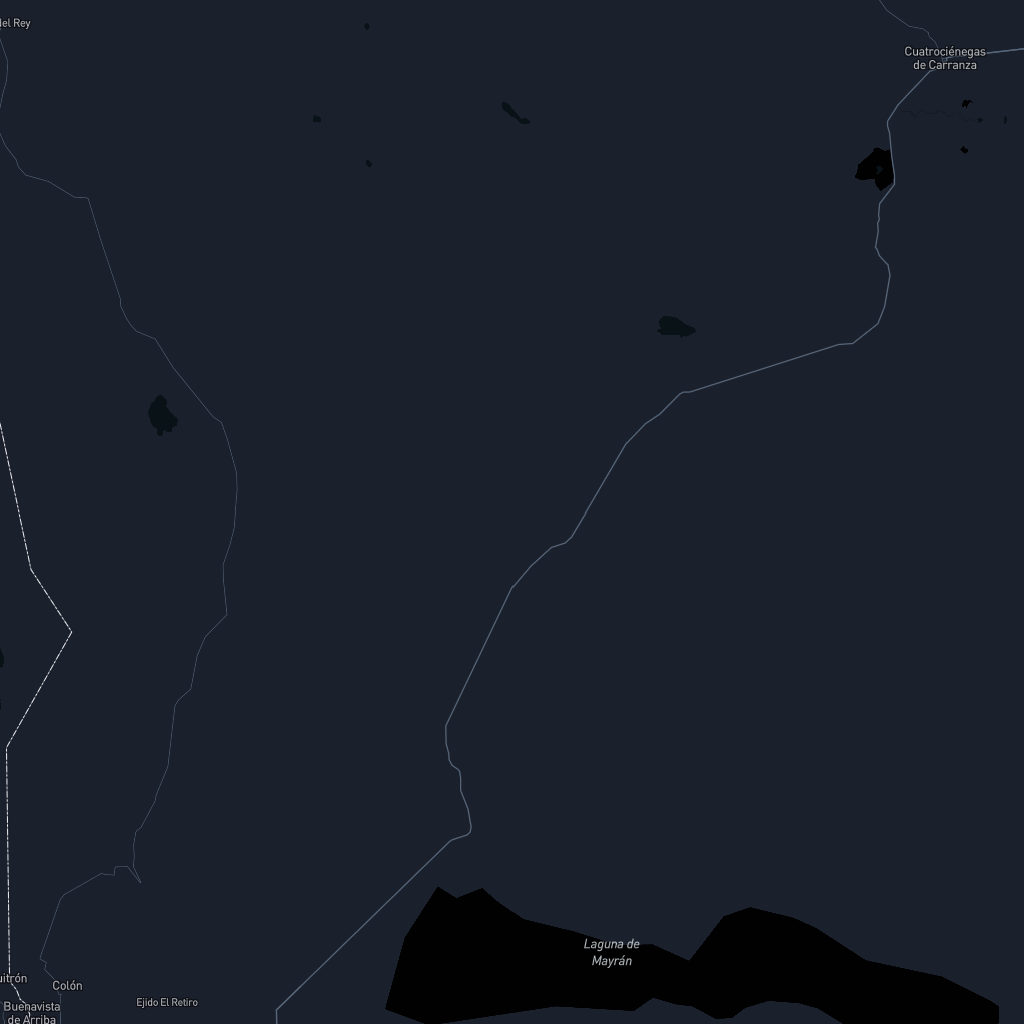 del Rey
Cuatrociénegas
de Carranza
Laguna de
Mayrán
Colón
Ejido El Retiro
Buenavista
de Arriba